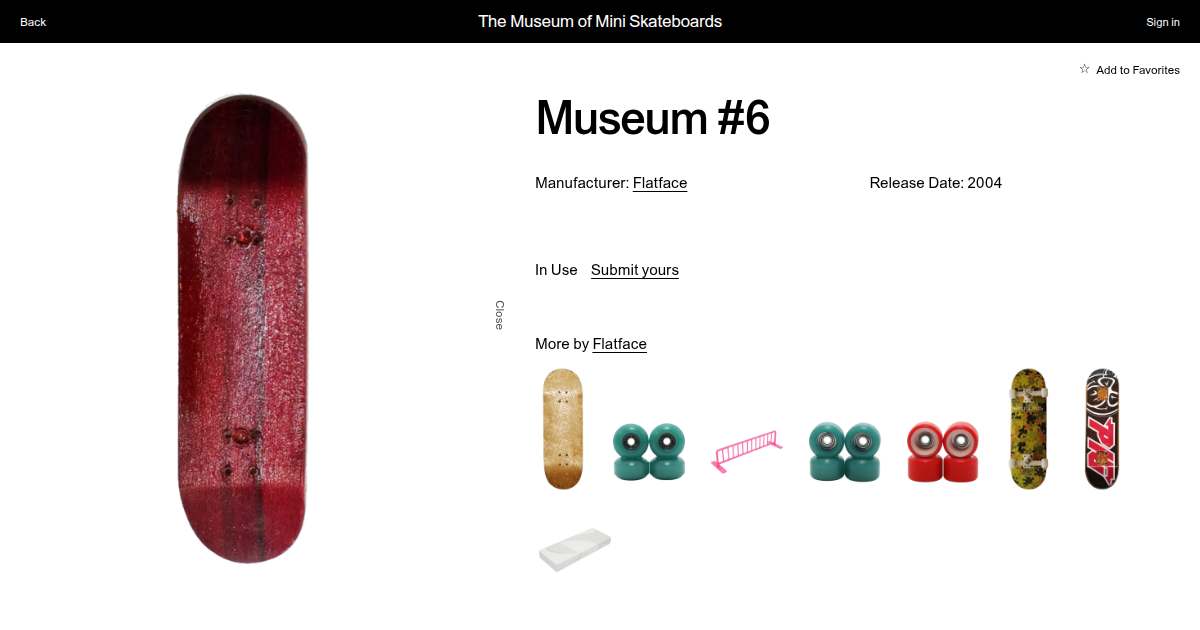 Back
The Museum of Mini Skateboards
Sign in
☆ Add to Favorites
Museum #6
Manufacturer: Flatface
Release Date: 2004
In Use Submit yours
Close
More by Flatface